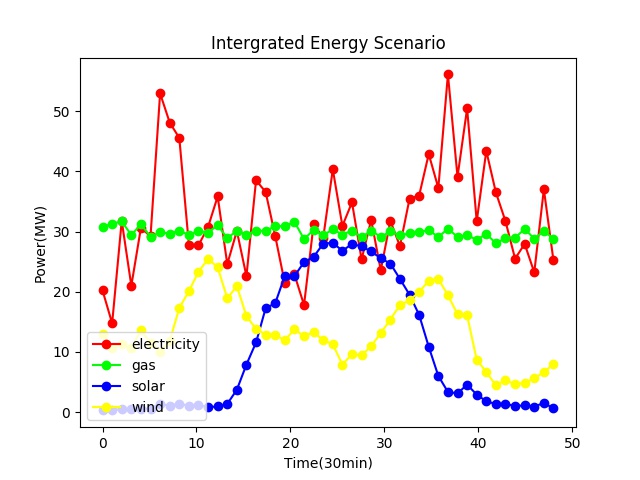 Intergrated Energy Scenario
Power(MW)
50
40
30
20
10
0
electricity
gas
solar
wind
0 10 20 30 40 50
Time(30min)